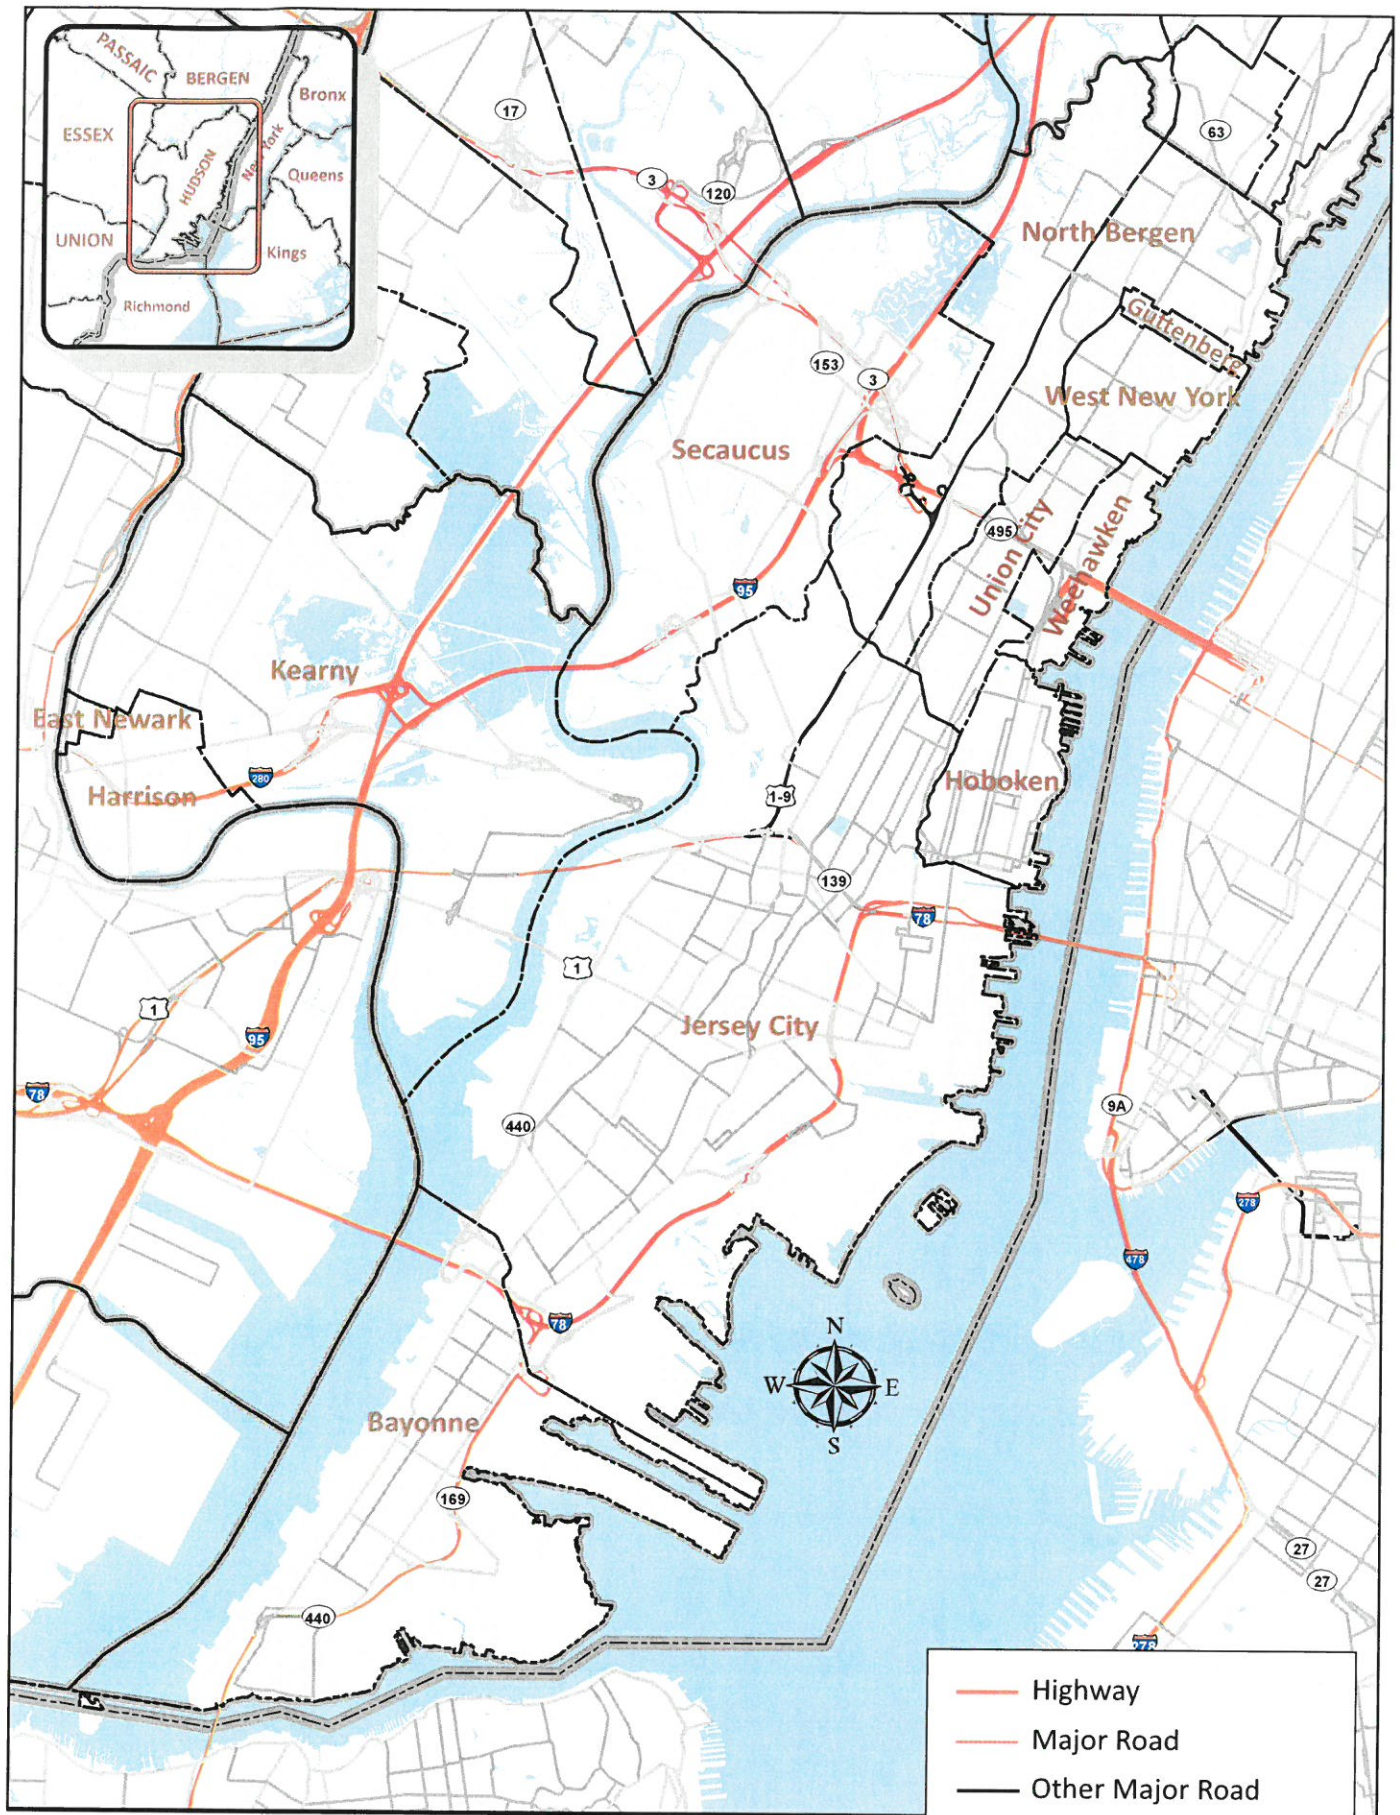 PASSAIC
BERGEN
Bronx
ESSEX
HUDSON
New York
Queens
UNION
Kings
Richmond
17
63
3
120
North Bergen
Guttenberg
153
3
West New York
Secaucus
495
Union City
Weehawken
95
Kearny
East Newark
280
Harrison
Hoboken
1-9
139
78
1
1
Jersey City
95
78
9A
440
278
478
78
N
W
E
S
Bayonne
169
27
27
440
278
Highway
Major Road
Other Major Road